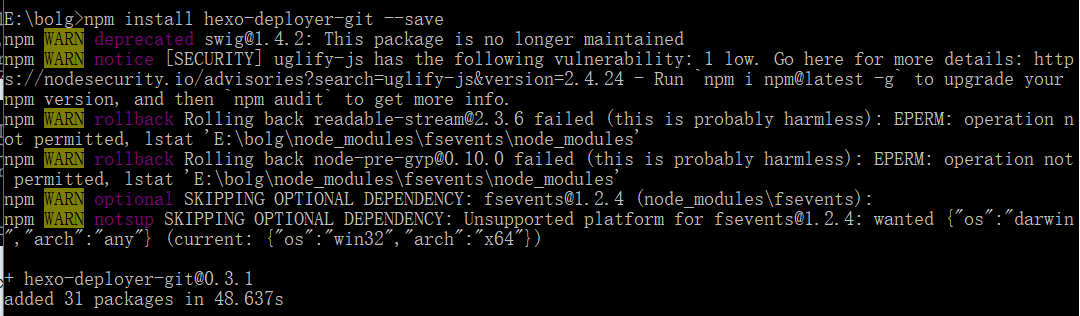 E:\bolg>npm install hexo-deployer-git --save
npm WARN deprecated swig@1.4.2: This package is no longer maintained
npm WARN notice [SECURITY] uglify-js has the following vulnerability: 1 low. Go here for more details: http
s://nodesecurity.io/advisories?search=uglify-js&version=2.4.24 - Run `npm i npm@latest -g` to upgrade your
npm version, and then `npm audit` to get more info.
npm WARN rollback Rolling back readable-stream@2.3.6 failed (this is probably harmless): EPERM: operation n
ot permitted, lstat 'E:\bolg\node_modules\fsevents\node_modules'
npm WARN rollback Rolling back node-pre-gyp@0.10.0 failed (this is probably harmless): EPERM: operation not
 permitted, lstat 'E:\bolg\node_modules\fsevents\node_modules'
npm WARN optional SKIPPING OPTIONAL DEPENDENCY: fsevents@1.2.4 (node_modules\fsevents):
npm WARN notsup SKIPPING OPTIONAL DEPENDENCY: Unsupported platform for fsevents@1.2.4: wanted {"os":"darwin
","arch":"any"} (current: {"os":"win32","arch":"x64"})
+ hexo-deployer-git@0.3.1
added 31 packages in 48.637s